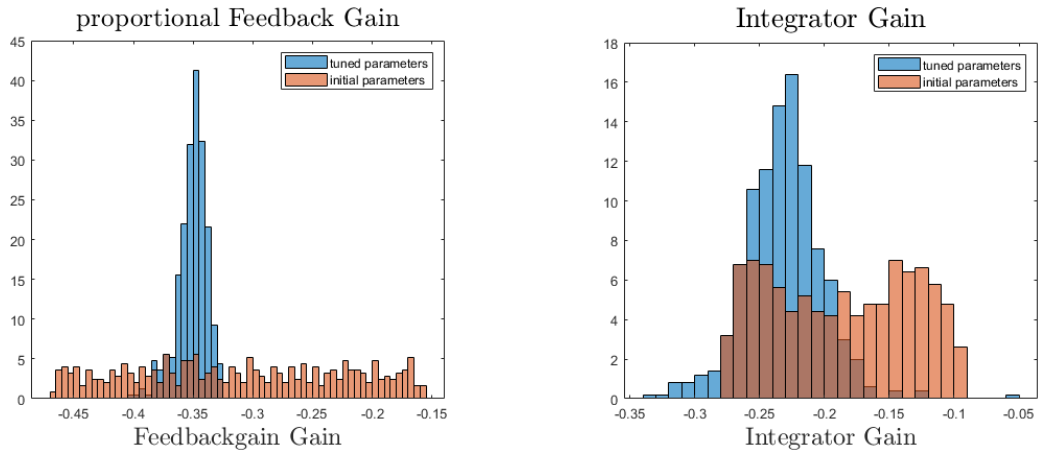 proportional Feedback Gain
45
40
35
30
25
20
15
10
5
0
tuned parameters
initial parameters
-0.45 -0.4 -0.35 -0.3 -0.25 -0.2 -0.15
Feedbackgain Gain
Integrator Gain
18
16
14
12
10
8
6
4
2
0
tuned parameters
initial parameters
-0.35 -0.3 -0.25 -0.2 -0.15 -0.1 -0.05
Integrator Gain